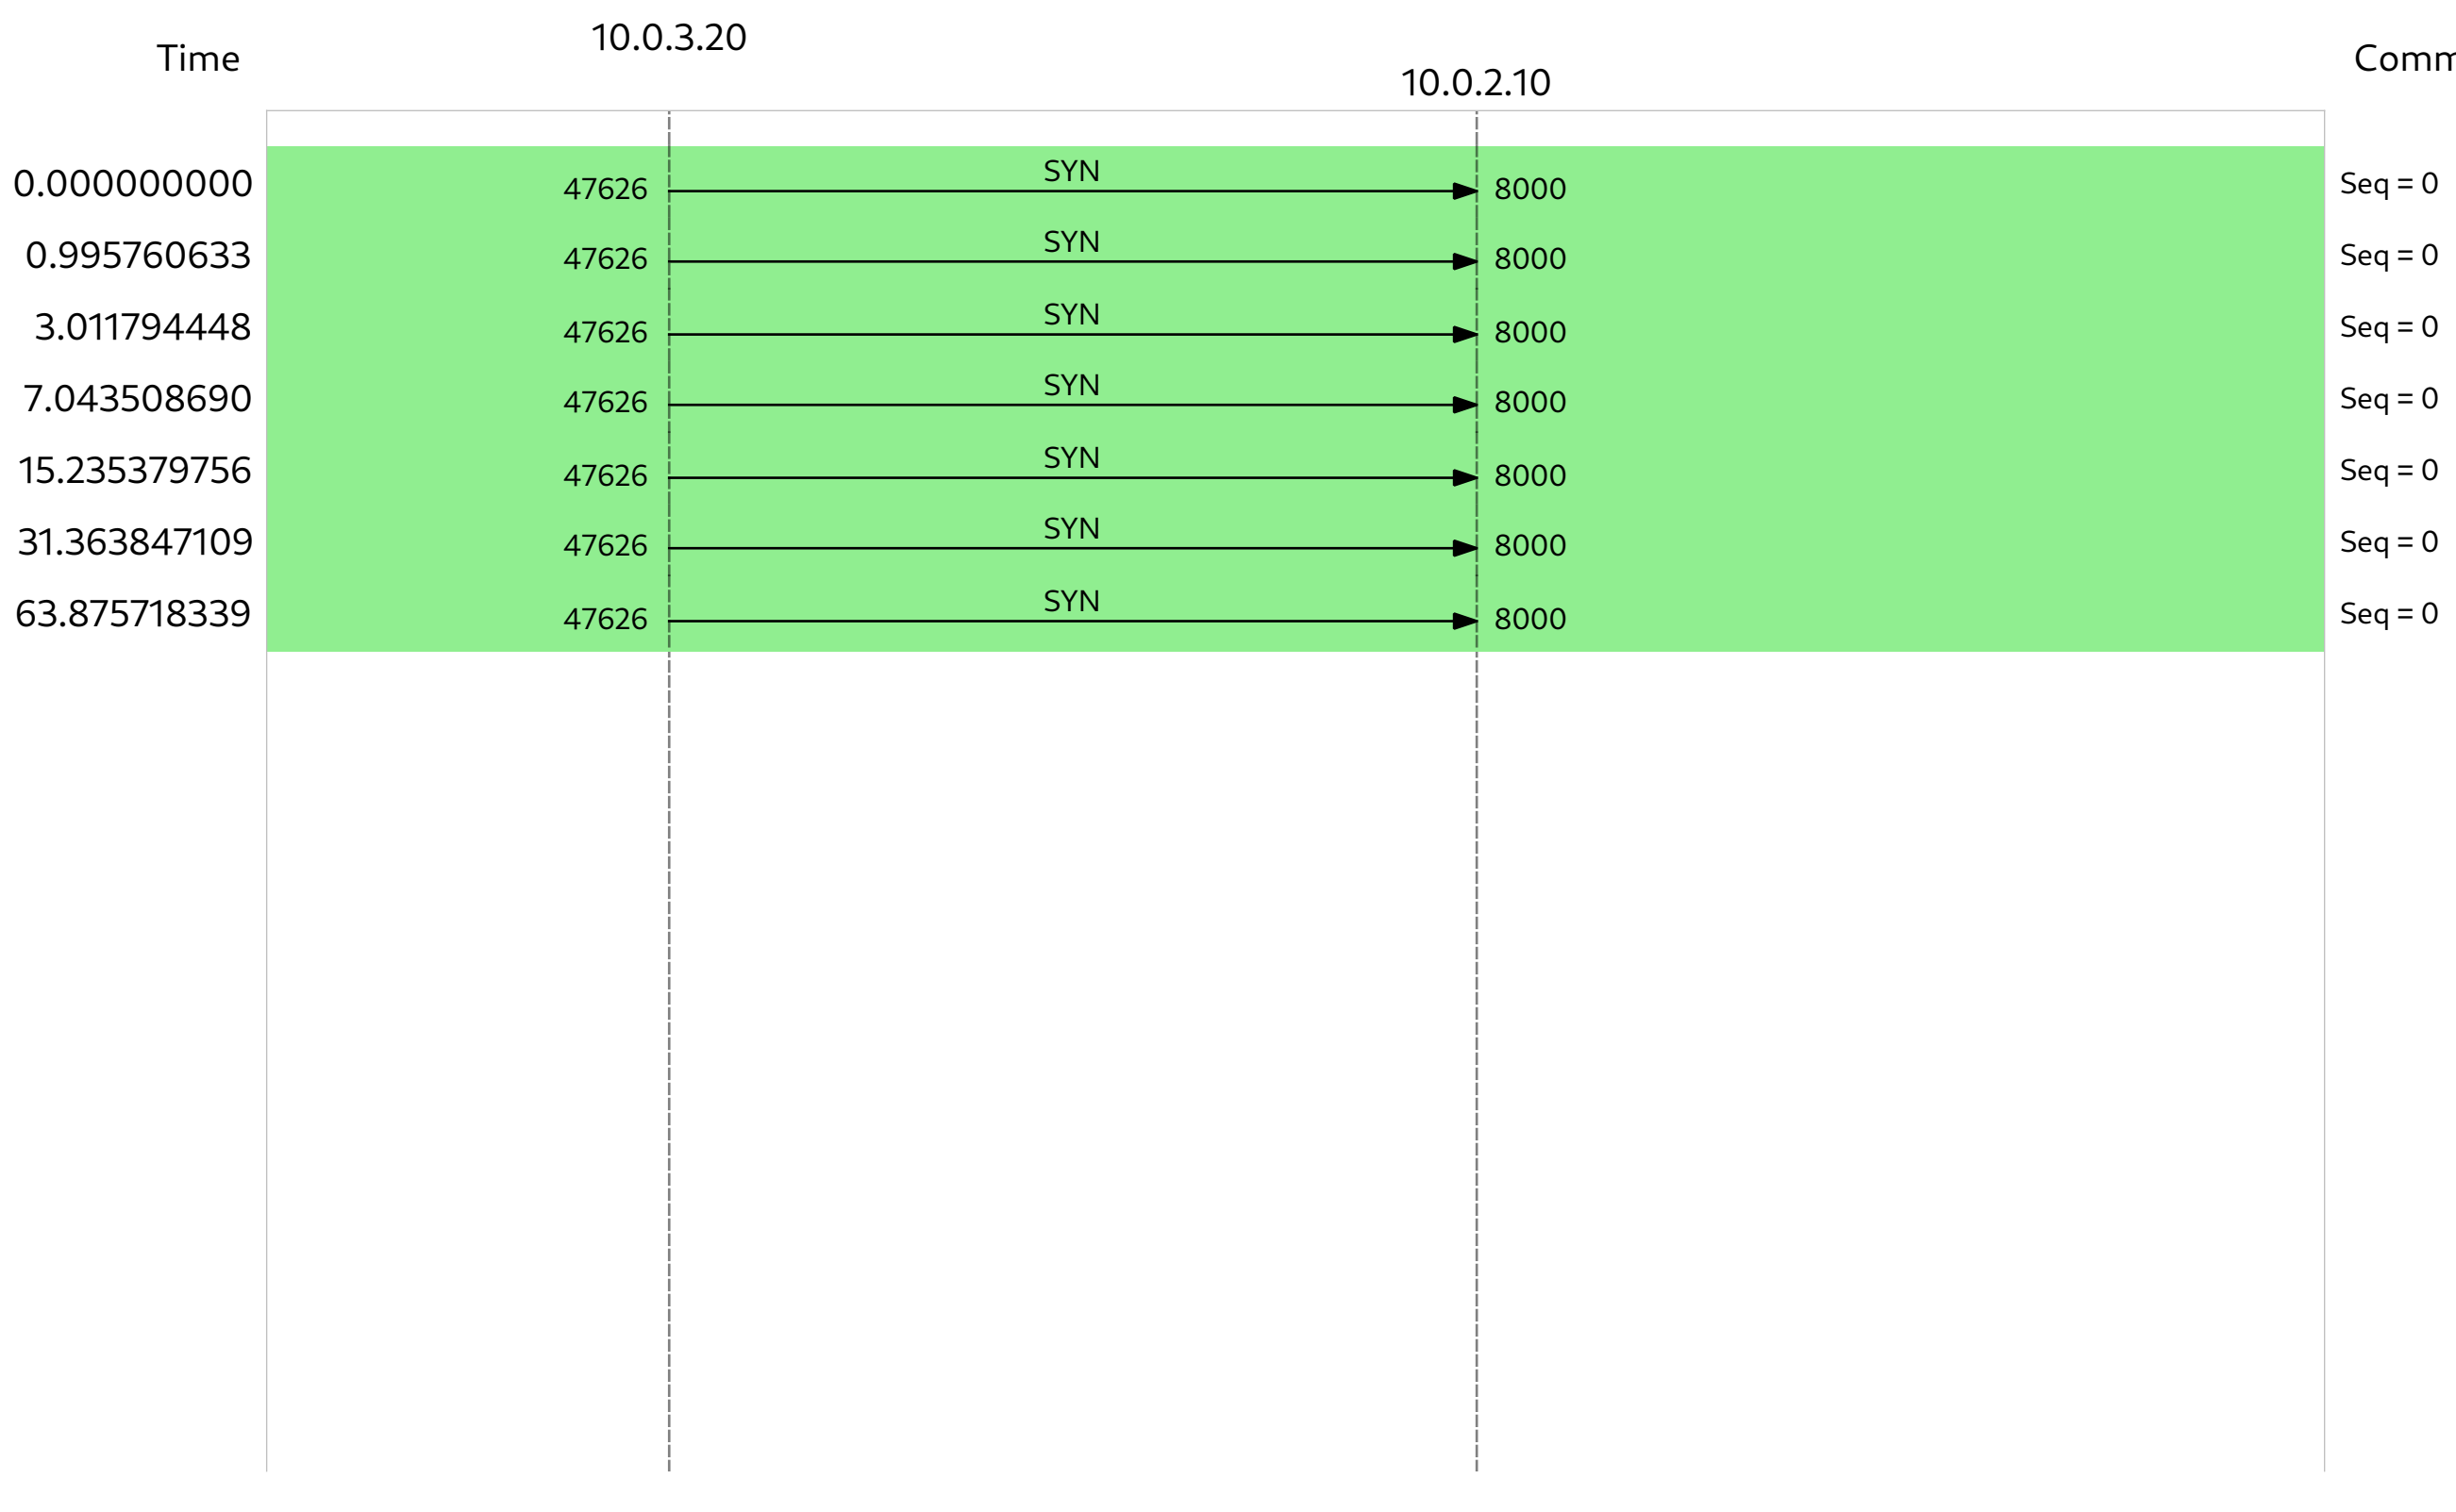 10.0.3.20
Time
Comm
10.0.2.10
0.000000000 47626 SYN 8000 Seq = 0
0.995760633 47626 SYN 8000 Seq = 0
3.011794448 47626 SYN 8000 Seq = 0
7.043508690 47626 SYN 8000 Seq = 0
15.235379756 47626 SYN 8000 Seq = 0
31.363847109 47626 SYN 8000 Seq = 0
63.875718339 47626 SYN 8000 Seq = 0